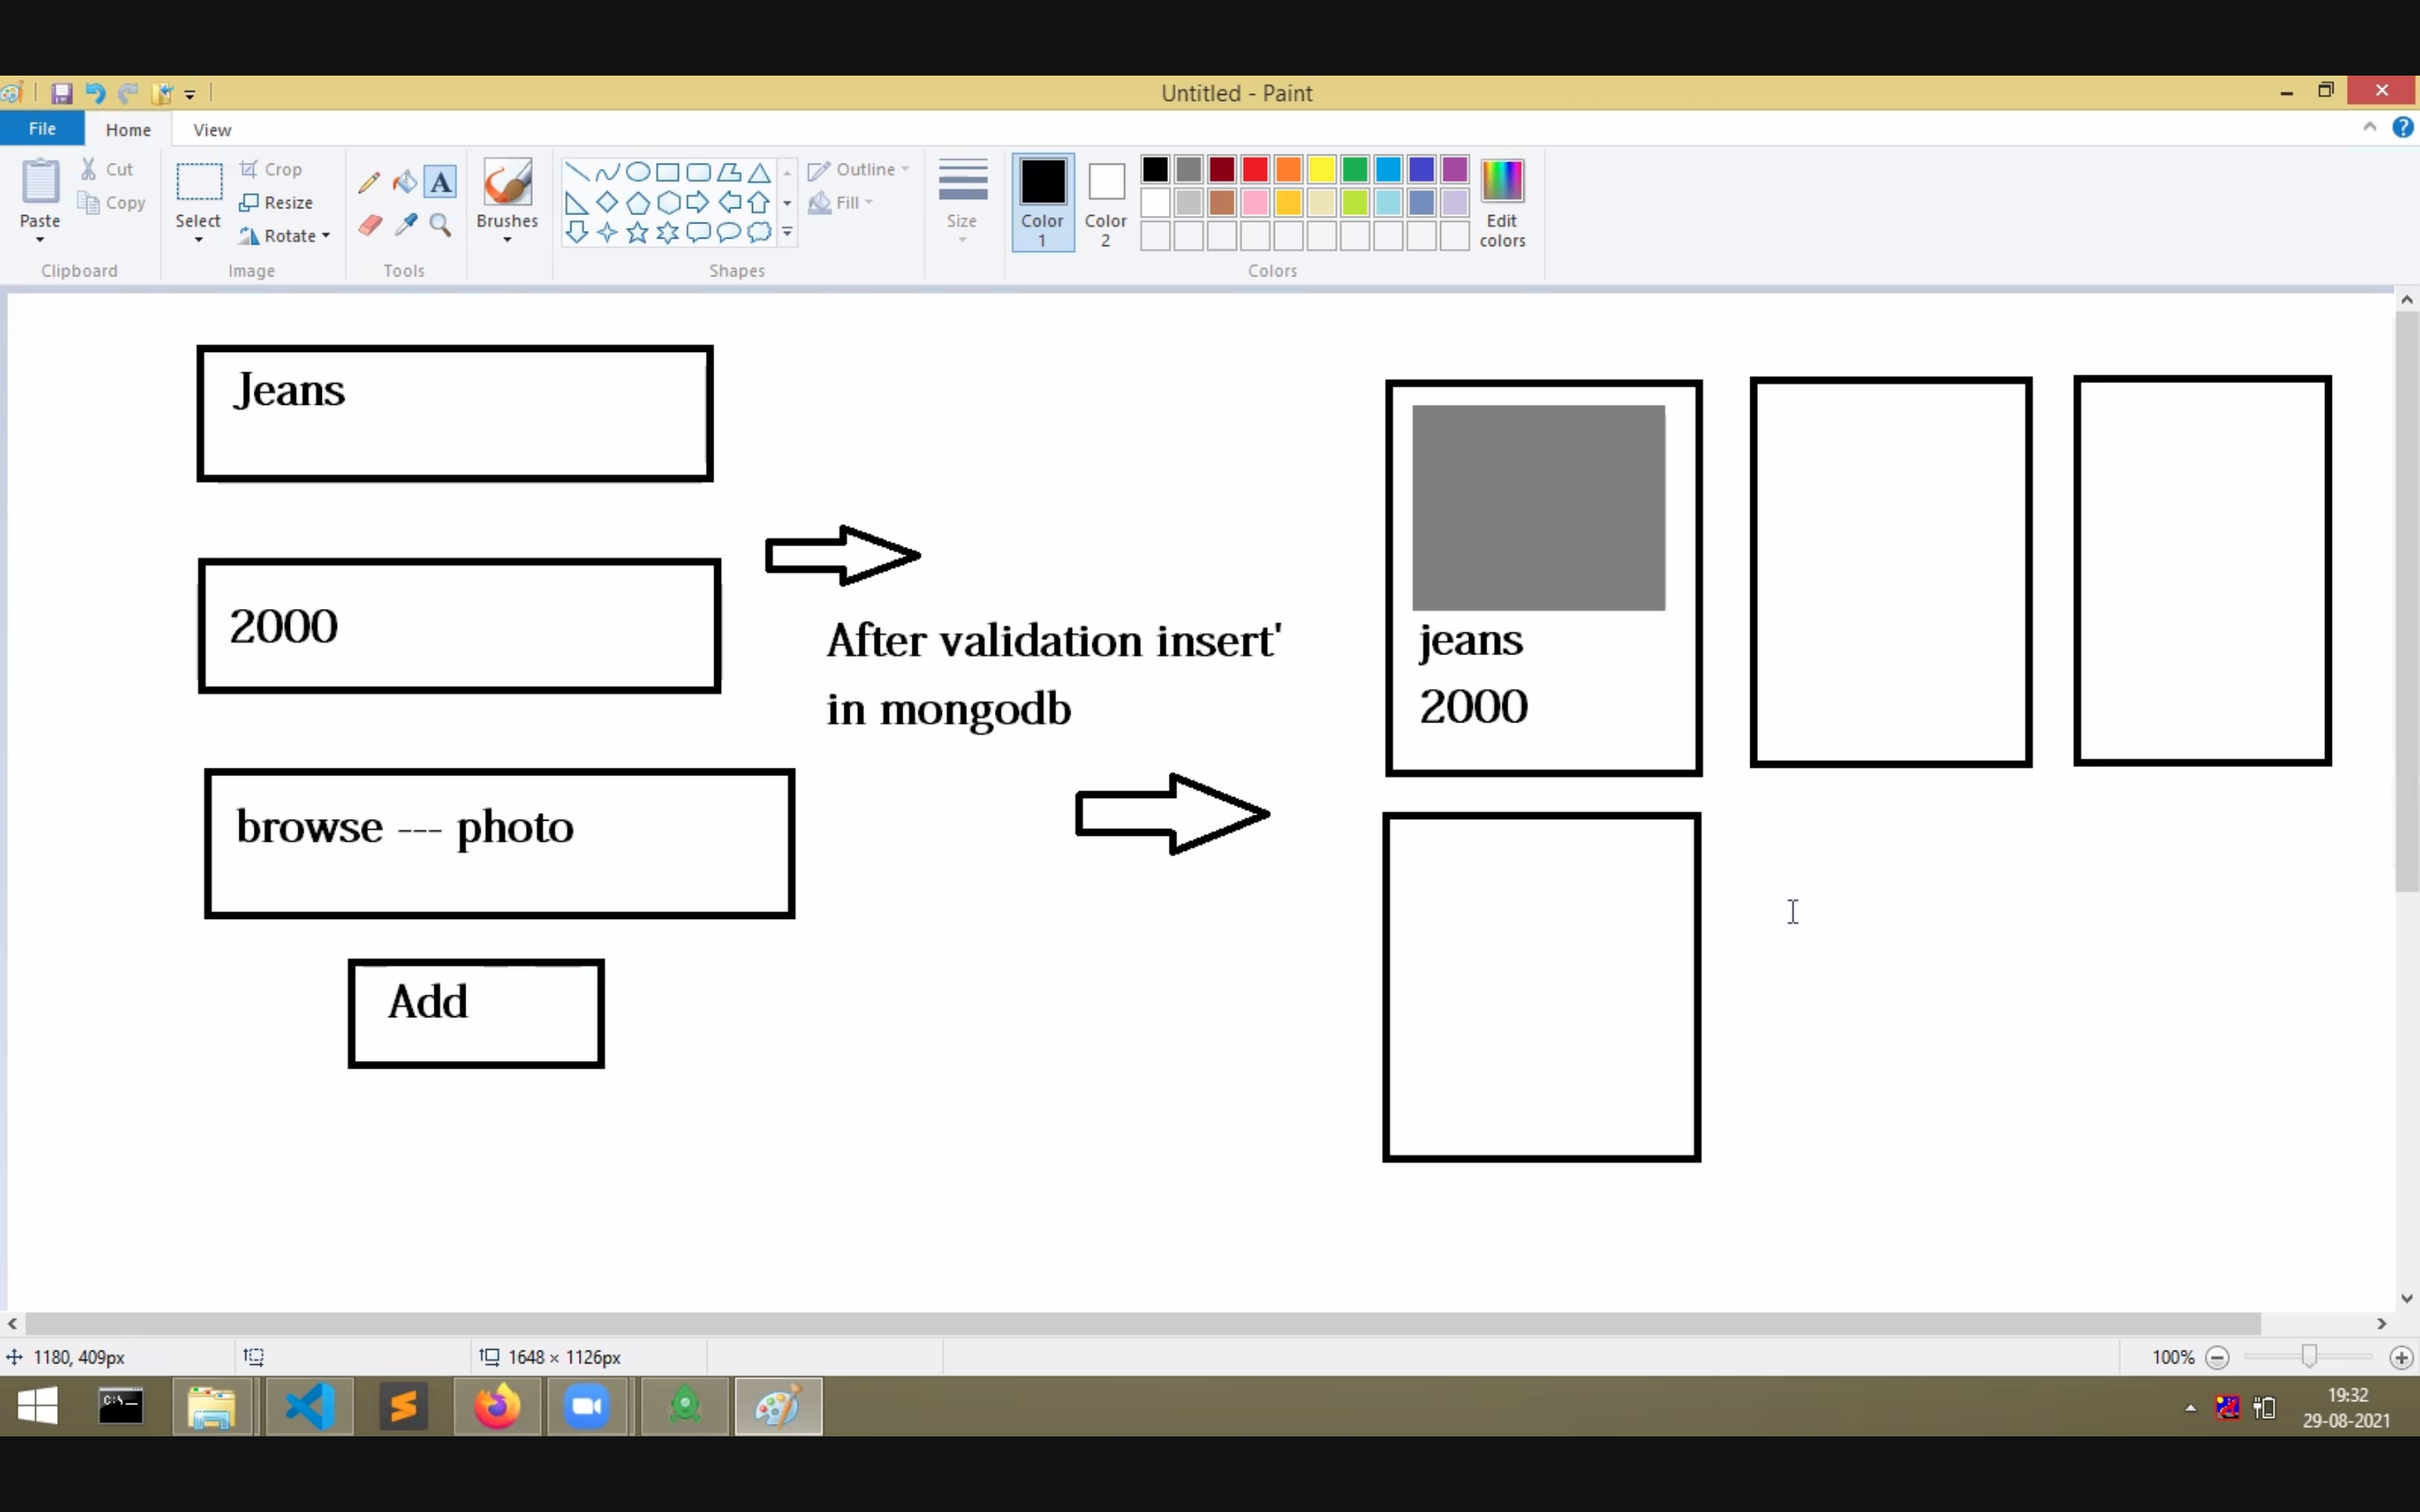 Untitled - Paint
File
Home
View
Paste
Cut
Copy
Clipboard
Select
Crop
Resize
Rotate
Image
A
Tools
Brushes
Shapes
Outline
Fill
Size
Color
1
Color
2
Edit
colors
Colors
Jeans
2000
browse --- photo
Add
After validation insert'
in mongodb
jeans
2000
1180, 409px
1648 × 1126px
100%
C:\
19:32
29-08-2021